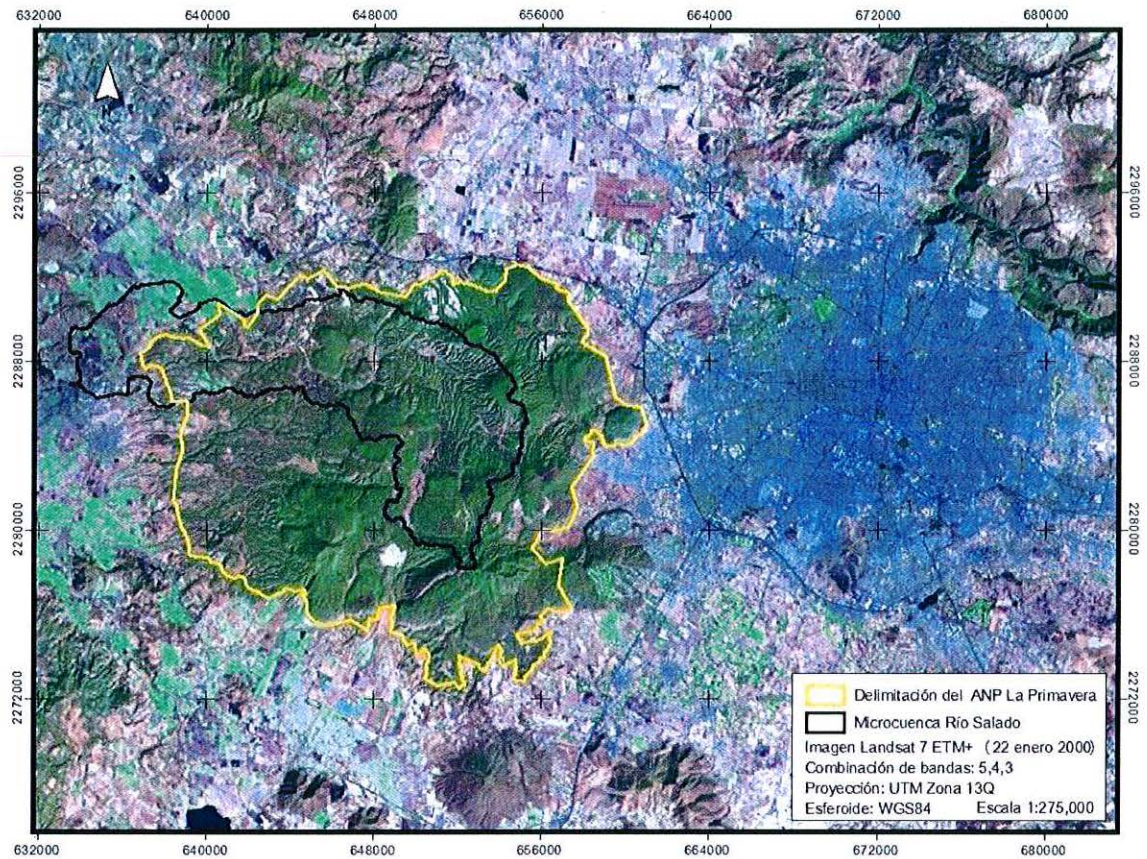 632000 640000 648000 656000 664000 672000 680000
2296000 2296000
2288000 2288000
2280000 2280000
2272000 2272000
Delimitación del ANP La Primavera
Microcuenca Río Salado
Imagen Landsat 7 ETM+ (22 enero 2000)
Combinación de bandas: 5,4,3
Proyección: UTM Zona 13Q
Esferoide: WGS84 Escala 1:275,000
632000 640000 648000 656000 664000 672000 680000